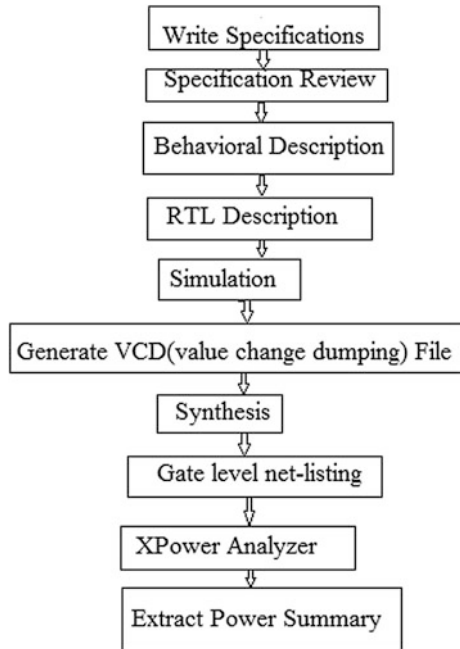 Write Specifications
Specification Review
Behavioral Description
RTL Description
Simulation
Generate VCD(value change dumping) File
Synthesis
Gate level net-listing
XPower Analyzer
Extract Power Summary